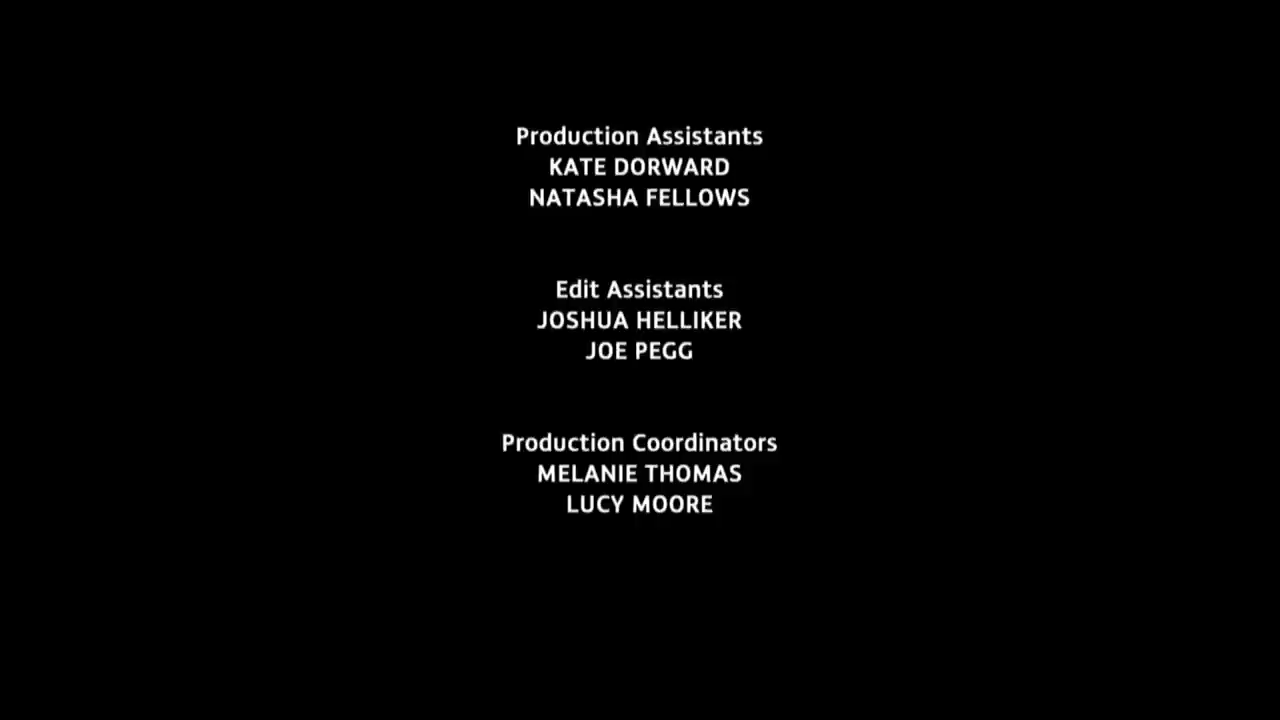 Production Assistants
KATE DORWARD
NATASHA FELLOWS
Edit Assistants
JOSHUA HELLIKER
JOE PEGG
Production Coordinators
MELANIE THOMAS
LUCY MOORE